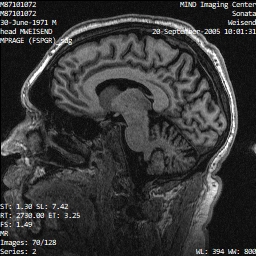 M87101072
M87101072
30-June-1971 M
head MWEISEND
MPRAGE (FSPGR)_sag
MIND Imaging Center
Sonata
Weisend
20-September-2005 10:01:31
ST: 1.30 SL: 7.42
RT: 2730.00 ET: 3.25
FS: 1.49
MR
Images: 70/128
Series: 2
WL: 394 WW: 800